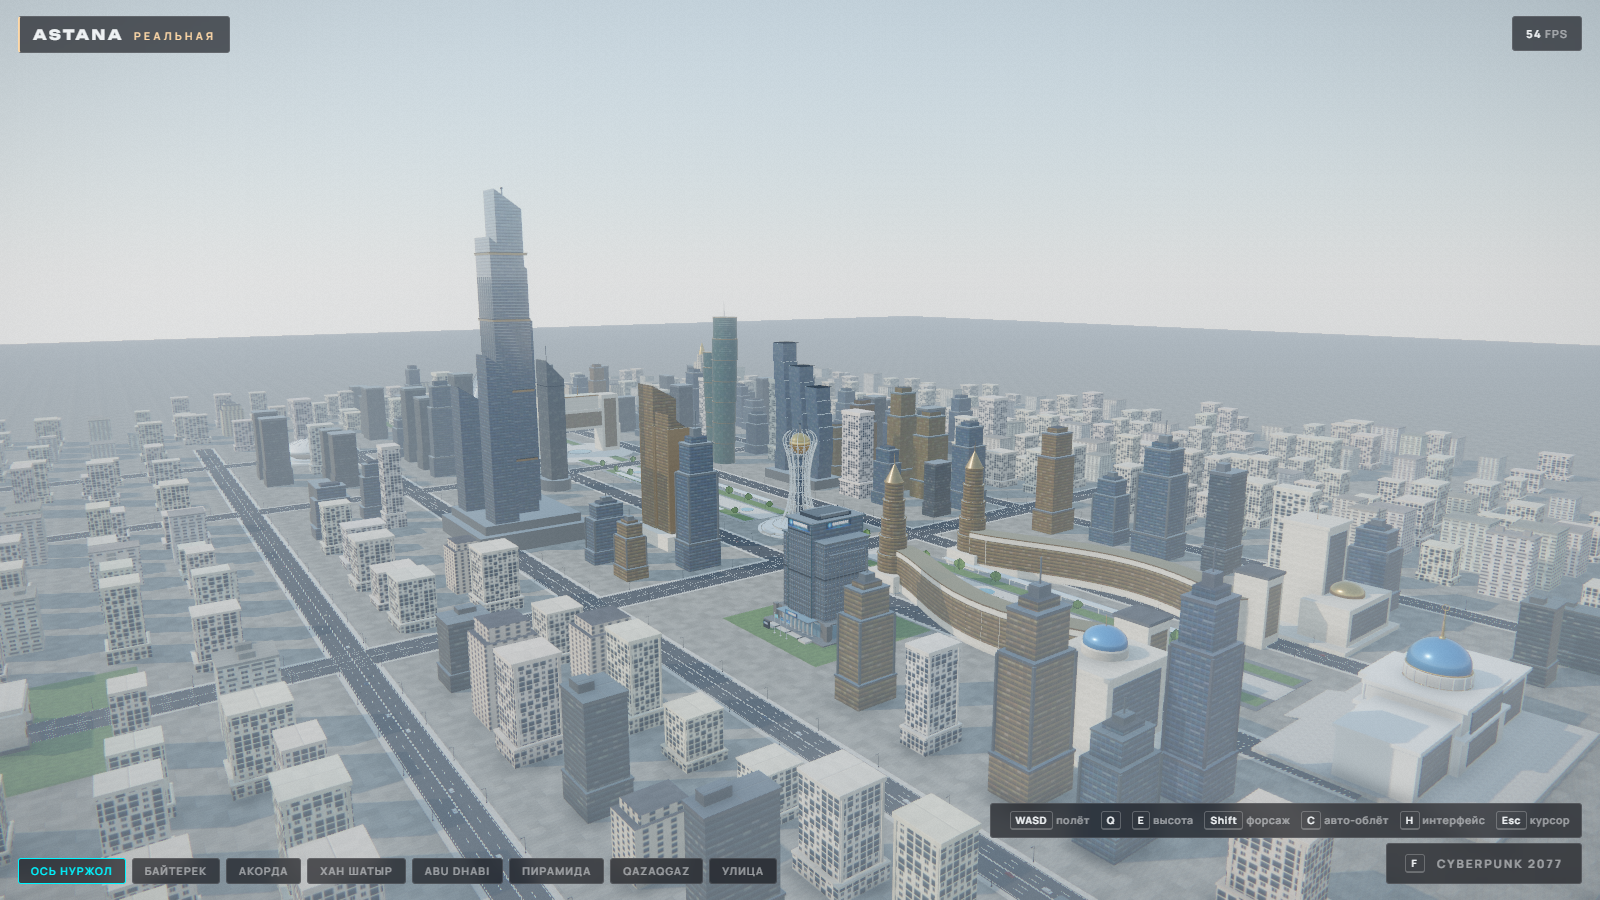 ASTANA РЕАЛЬНАЯ
54 FPS
WASD полёт Q E высота Shift форсаж C авто-облёт H интерфейс Esc курсор
F CYBERPUNK 2077
ОСЬ НУРЖОЛ БАЙТЕРЕК АКОРДА ХАН ШАТЫР ABU DHABI ПИРАМИДА QAZAQGAZ УЛИЦА